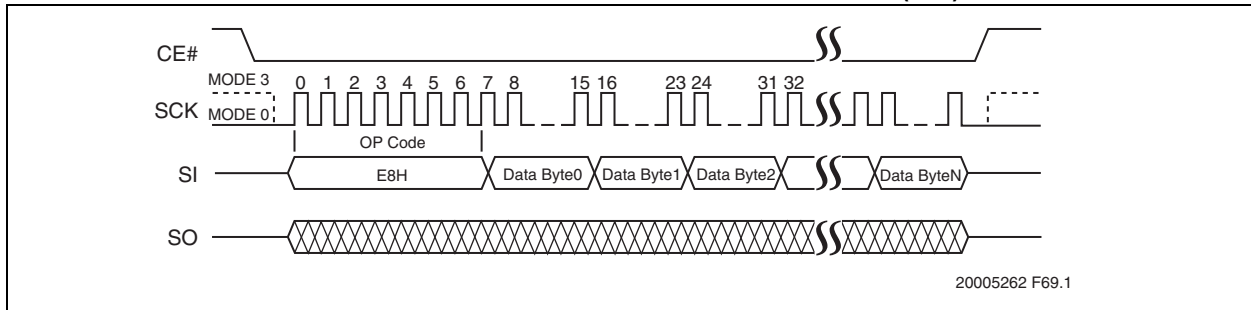 CE#
MODE 3
0 1 2 3 4 5 6 7 8 15 16 23 24 31 32
SCK
MODE 0
OP Code
SI
E8H
Data Byte0
Data Byte1
Data Byte2
Data ByteN
SO
20005262 F69.1